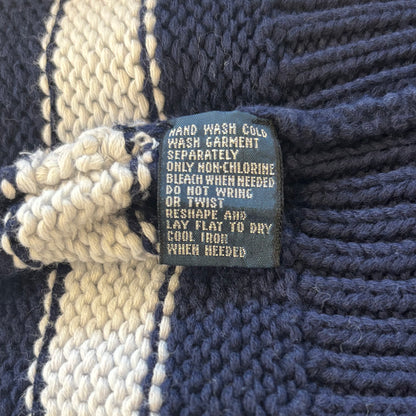 HAND WASH COLD
WASH GARMENT
SEPARATELY
ONLY NON-CHLORINE
BLEACH WHEN NEEDED
DO NOT WRING
OR TWIST
RESHAPE AND
LAY FLAT TO DRY
COOL IRON
WHEN NEEDED